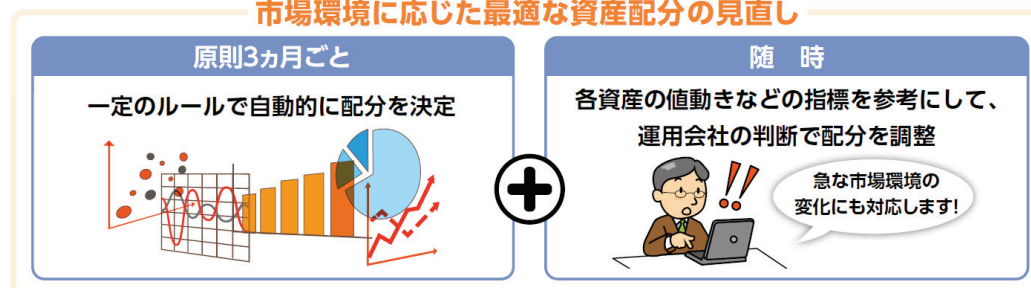 市場環境に応じた最適な資産配分の見直し
原則3ヵ月ごと
一定のルールで自動的に配分を決定
随 時
各資産の値動きなどの指標を参考にして、
運用会社の判断で配分を調整
!!
急な市場環境の
変化にも対応します!